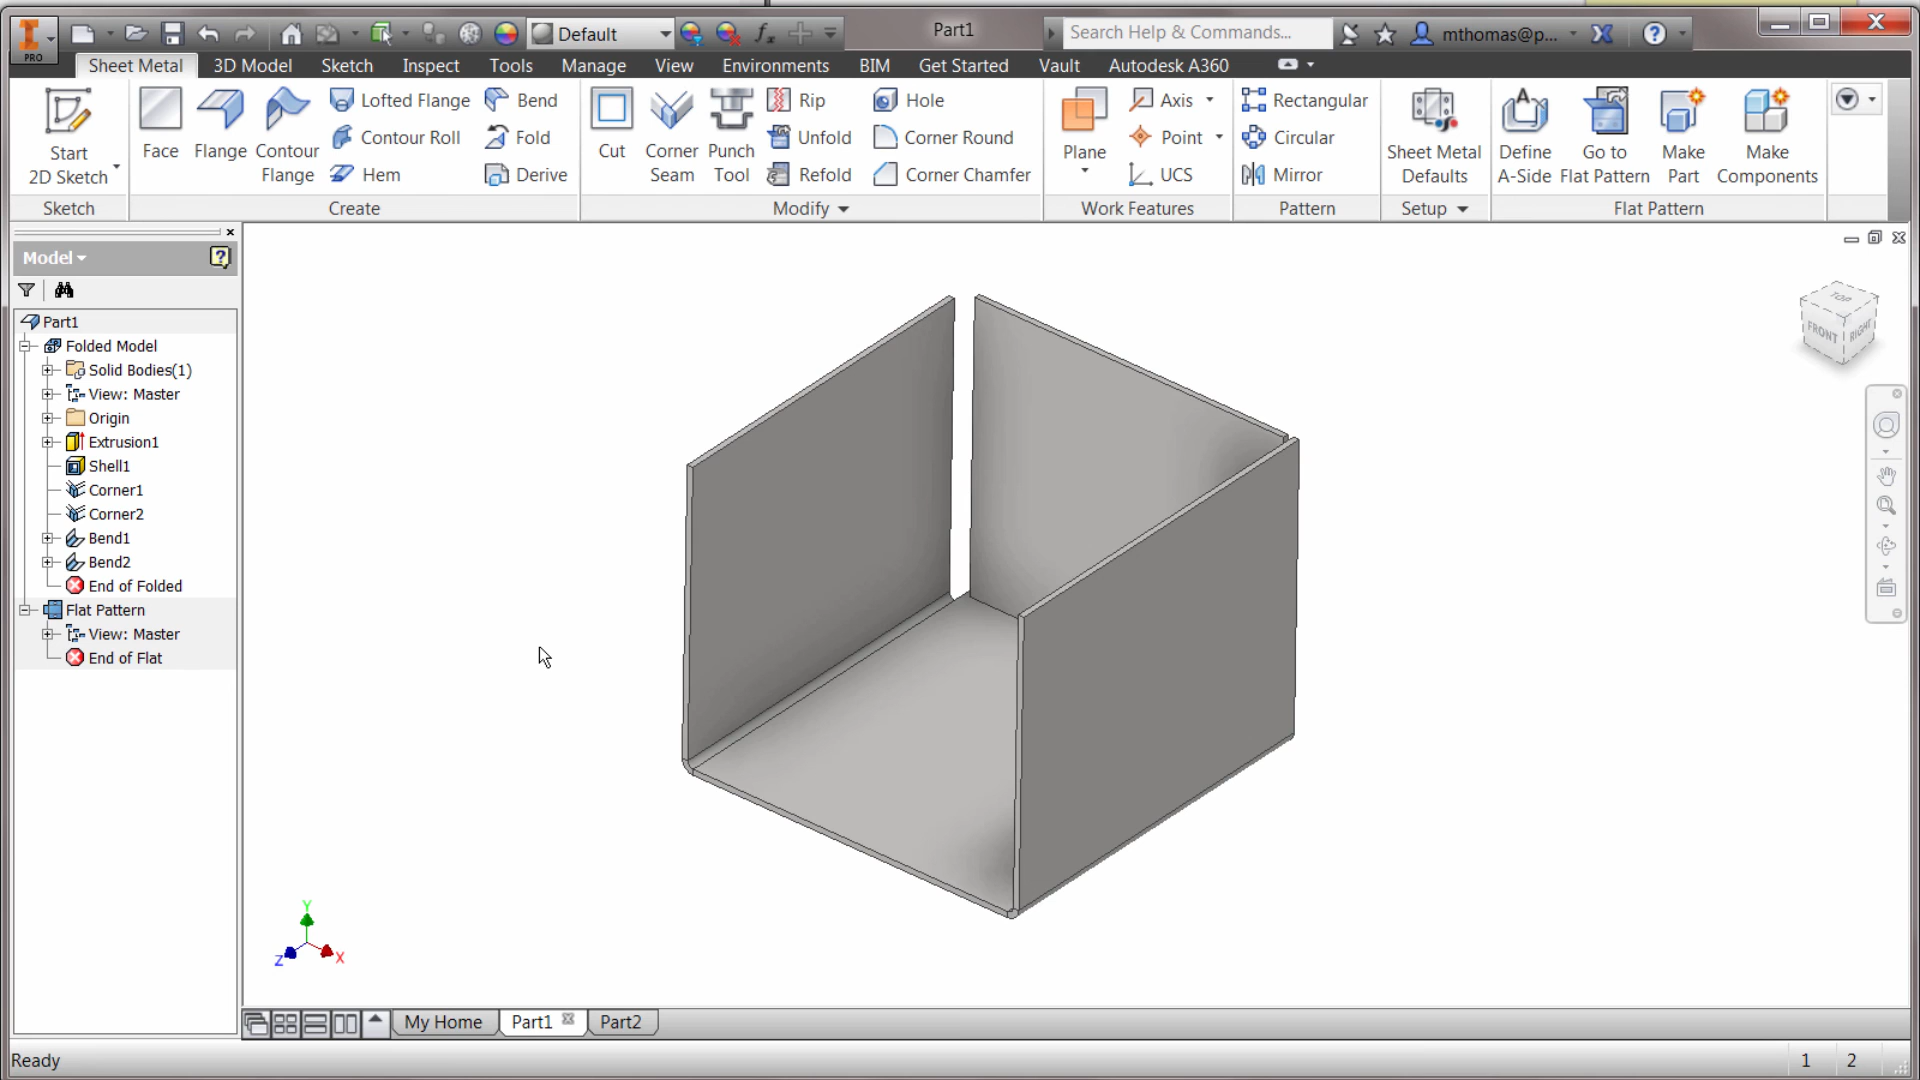 PRO
Default
Part1
Search Help & Commands...
mthomas@p...
Sheet Metal 3D Model Sketch Inspect Tools Manage View Environments BIM Get Started Vault Autodesk A360
Start
2D Sketch
Face
Flange
Contour
Flange
Lofted Flange
Contour Roll
Hem
Bend
Fold
Derive
Cut
Corner
Seam
Punch
Tool
Rip
Unfold
Refold
Hole
Corner Round
Corner Chamfer
Plane
Axis
Point
UCS
Rectangular
Circular
Mirror
Sheet Metal
Defaults
Define
A-Side
Go to
Flat Pattern
Make
Part
Make
Components
Sketch Create Modify Work Features Pattern Setup Flat Pattern
Model
Part1
Folded Model
Solid Bodies(1)
View: Master
Origin
Extrusion1
Shell1
Corner1
Corner2
Bend1
Bend2
End of Folded
Flat Pattern
View: Master
End of Flat
TOP
FRONT RIGHT
Y
Z X
My Home Part1 Part2
Ready 1 2